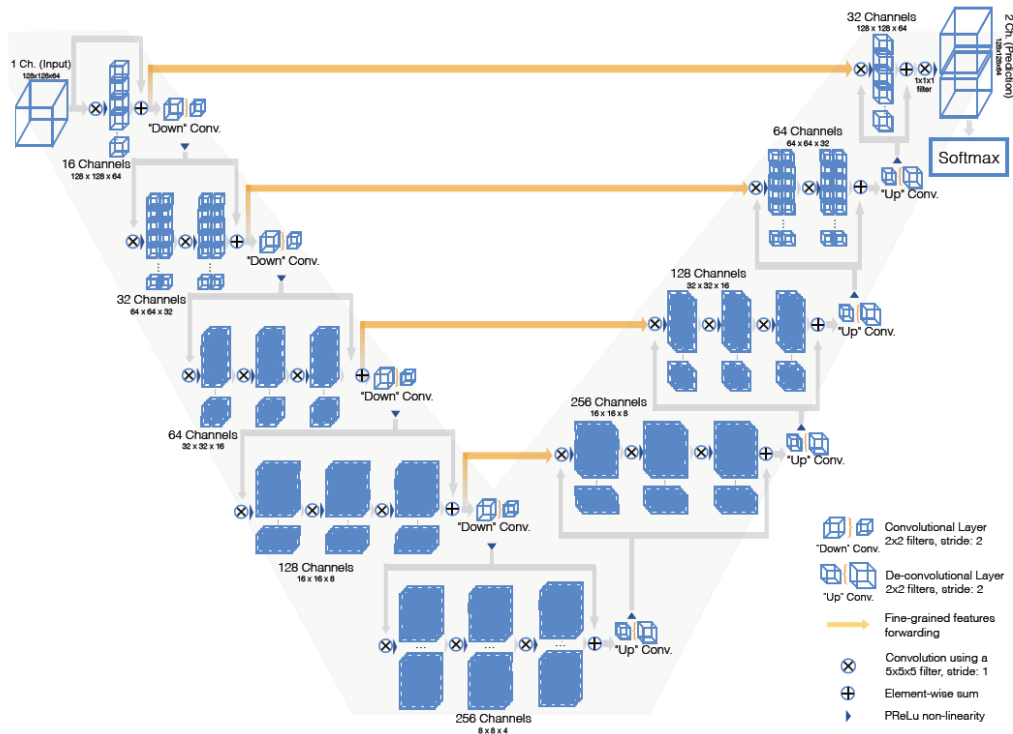 1 Ch. (Input)
128x128x64
"Down" Conv.
16 Channels
128 x 128 x 64
"Down" Conv.
32 Channels
64 x 64 x 32
"Down" Conv.
64 Channels
32 x 32 x 16
"Down" Conv.
128 Channels
16 x 16 x 8
256 Channels
8 x 8 x 4
"Up" Conv.
256 Channels
16 x 16 x 8
"Up" Conv.
128 Channels
32 x 32 x 16
"Up" Conv.
64 Channels
64 x 64 x 32
"Up" Conv.
32 Channels
128 x 128 x 64
1x1x1
filter
2 Ch. (Prediction)
128x128x64
Softmax
"Down" Conv.
Convolutional Layer
2x2 filters, stride: 2
"Up" Conv.
De-convolutional Layer
2x2 filters, stride: 2
Fine-grained features
forwarding
Convolution using a
5x5x5 filter, stride: 1
Element-wise sum
PReLu non-linearity